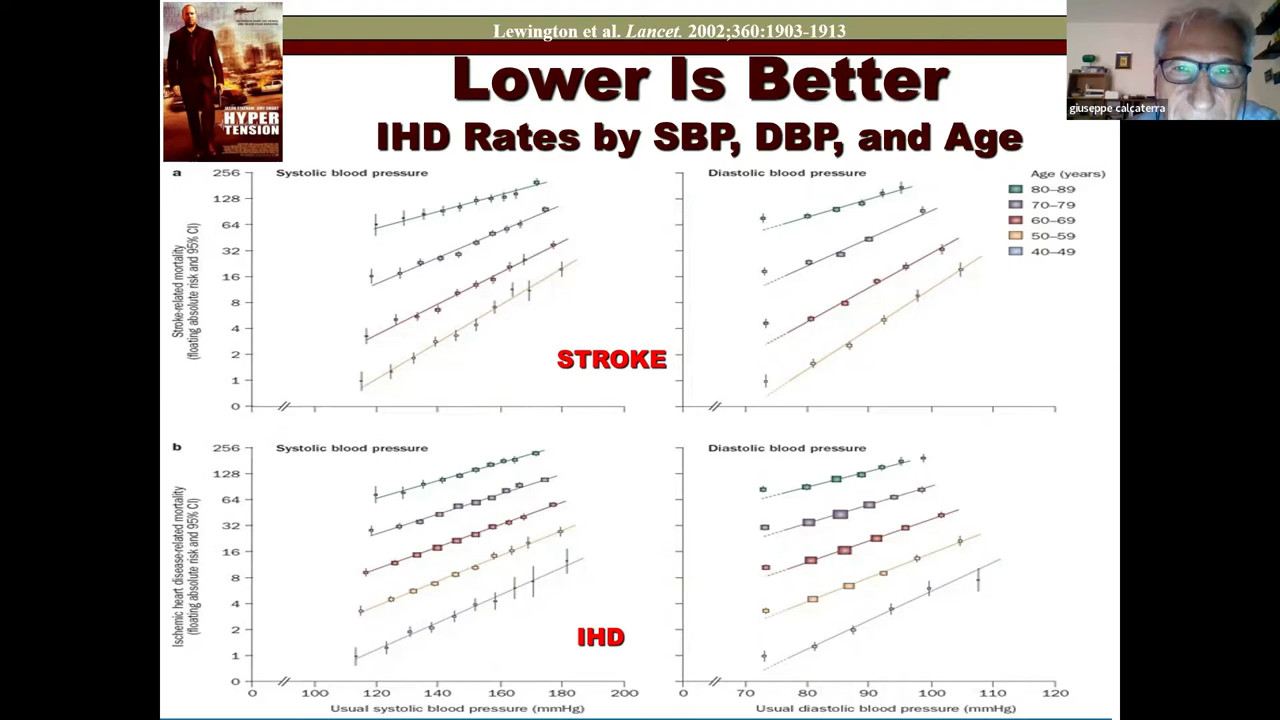 Lewington et al. Lancet. 2002;360:1903-1913
Lower Is Better
IHD Rates by SBP, DBP, and Age
HYPER
TENSION
giuseppe calcaterra
a
Systolic blood pressure
Diastolic blood pressure
Age (years)
80–89
70–79
60–69
50–59
40–49
Stroke-related mortality
(floating absolute risk and 95% CI)
256
128
64
32
16
8
4
2
1
0
STROKE
b
Systolic blood pressure
Diastolic blood pressure
Ischemic heart disease-related mortality
(floating absolute risk and 95% CI)
256
128
64
32
16
8
4
2
1
0
IHD
0 100 120 140 160 180 200
0 70 80 90 100 110 120
Usual systolic blood pressure (mmHg)
Usual diastolic blood pressure (mmHg)